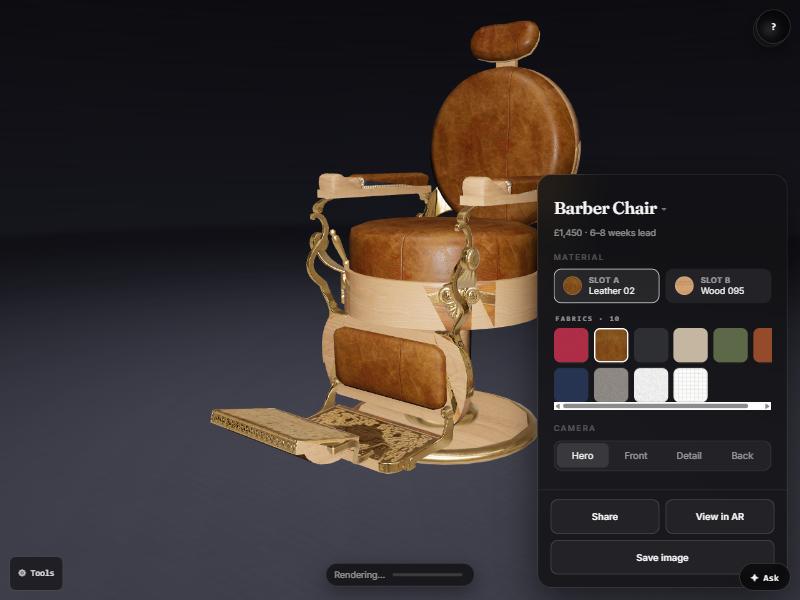 ?
Barber Chair
£1,450 · 6–8 weeks lead
MATERIAL
SLOT A
Leather 02
SLOT B
Wood 095
FABRICS · 10
CAMERA
Hero
Front
Detail
Back
Share
View in AR
Save image
Tools
Rendering...
Ask